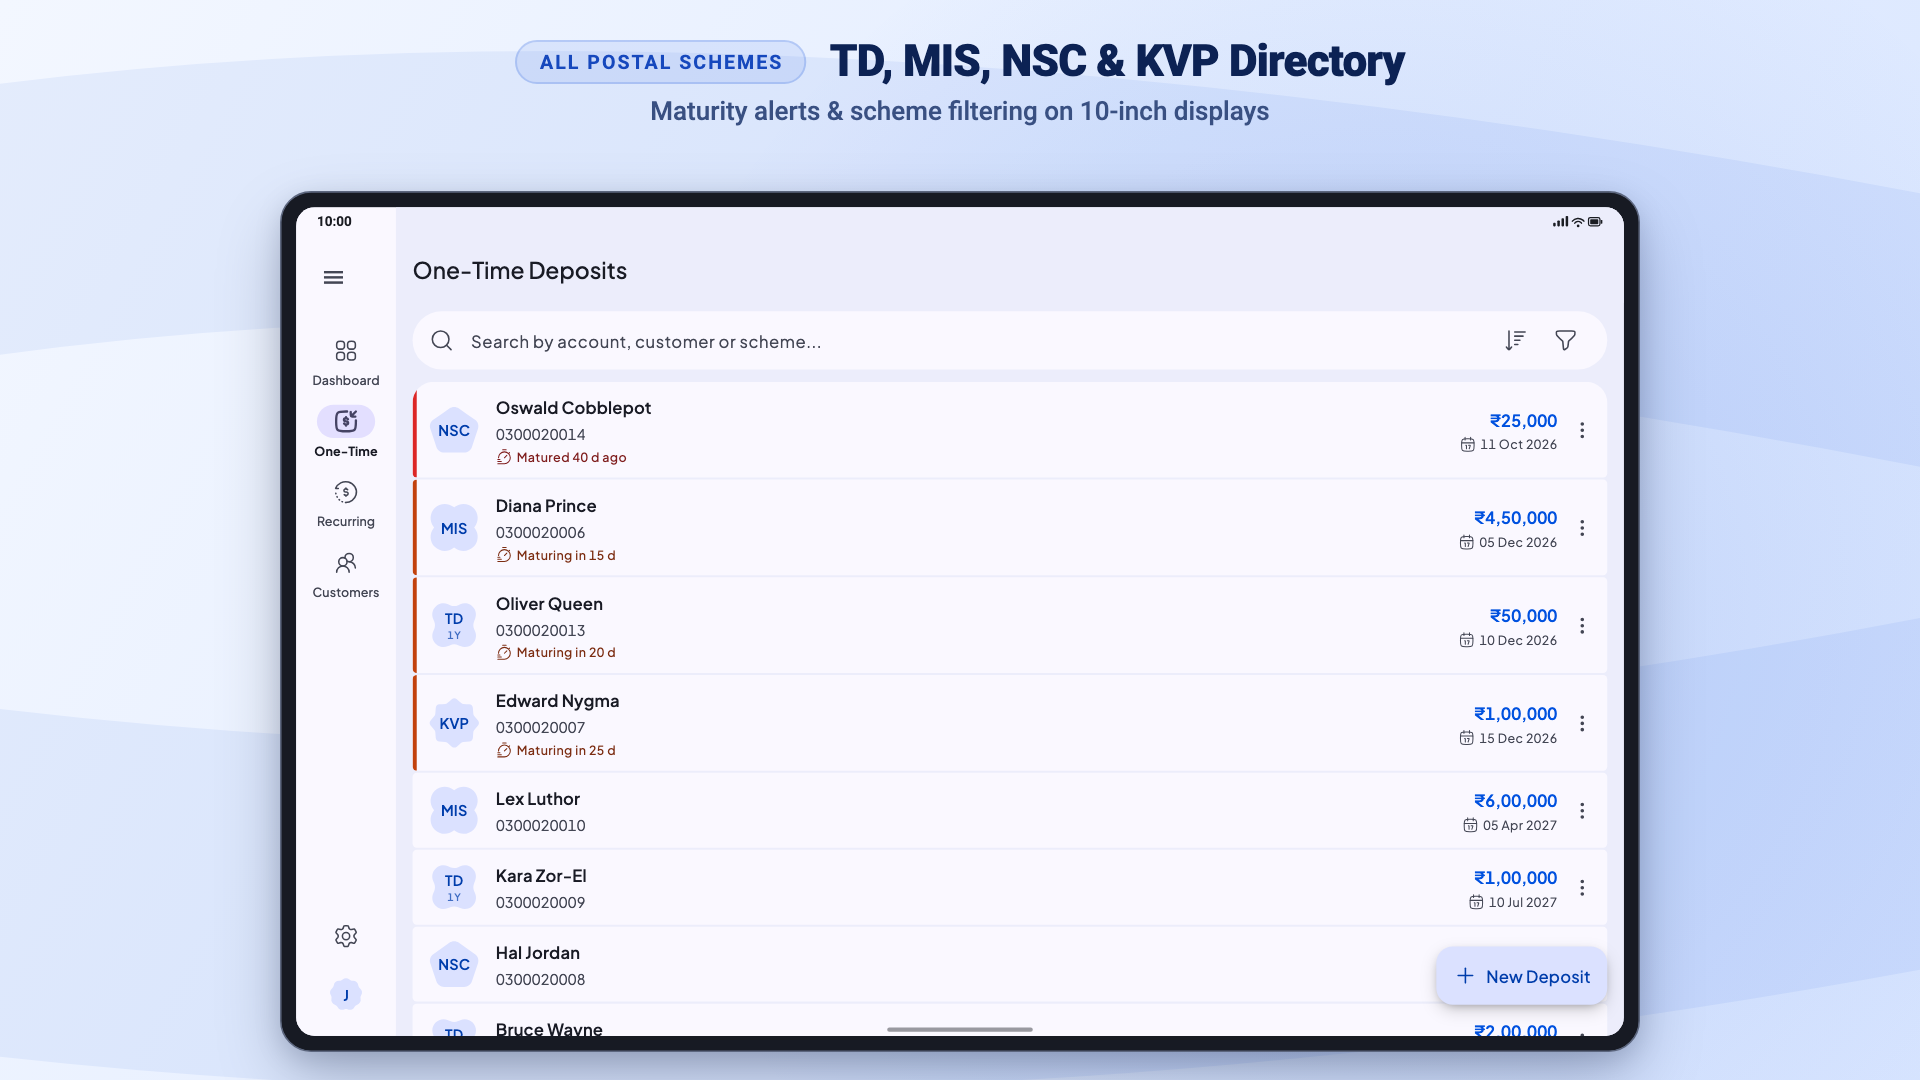 ALL POSTAL SCHEMES
TD, MIS, NSC & KVP Directory
Maturity alerts & scheme filtering on 10-inch displays
10:00
One-Time Deposits
Search by account, customer or scheme...
Dashboard
One-Time
Recurring
Customers
J
NSC
Oswald Cobblepot
0300020014
Matured 40 d ago
₹25,000
11 Oct 2026
MIS
Diana Prince
0300020006
Maturing in 15 d
₹4,50,000
05 Dec 2026
TD
1Y
Oliver Queen
0300020013
Maturing in 20 d
₹50,000
10 Dec 2026
KVP
Edward Nygma
0300020007
Maturing in 25 d
₹1,00,000
15 Dec 2026
MIS
Lex Luthor
0300020010
₹6,00,000
05 Apr 2027
TD
1Y
Kara Zor-El
0300020009
₹1,00,000
10 Jul 2027
NSC
Hal Jordan
0300020008
New Deposit
TD
Bruce Wayne
₹2,00,000